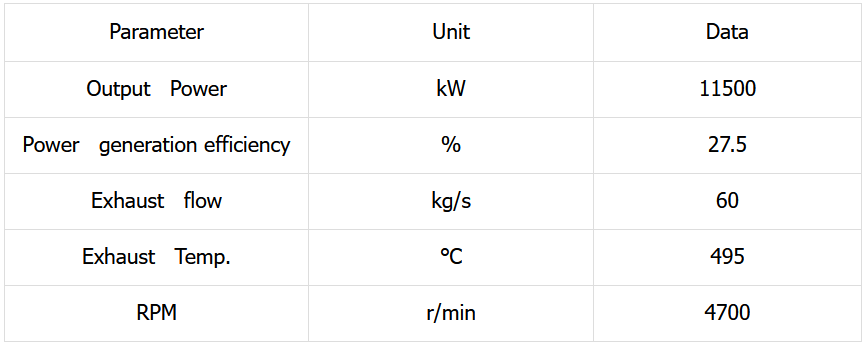 Parameter Unit Data
Output Power kW 11500
Power generation efficiency % 27.5
Exhaust flow kg/s 60
Exhaust Temp. °C 495
RPM r/min 4700